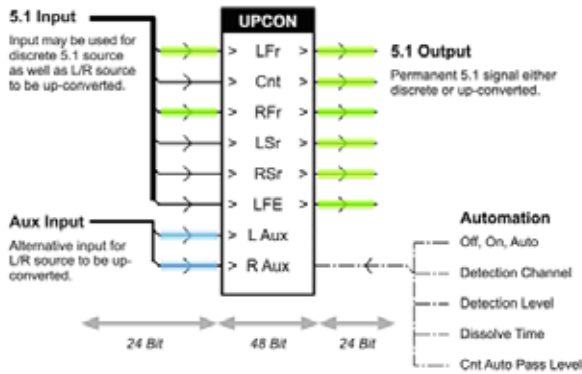 5.1 Input
Input may be used for
discrete 5.1 source
as well as L/R source
to be up-converted.
UPCON
> LFr >
> Cnt >
> RFr >
> LSr >
> RSr >
> LFE >
> L Aux
> R Aux
5.1 Output
Permanent 5.1 signal either
discrete or up-converted.
Aux Input
Alternative input for
L/R source to be up-
converted.
Automation
Off, On, Auto
Detection Channel
Detection Level
Dissolve Time
Cnt Auto Pass Level
24 Bit
48 Bit
24 Bit